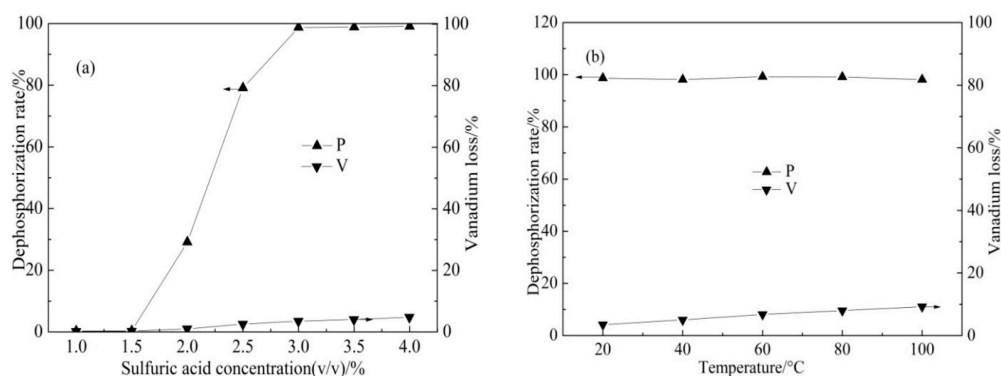 100
80
60
40
20
0
Dephosphorization rate/%
(a)
P
V
100
80
60
40
20
0
Vanadium loss/%
1.0 1.5 2.0 2.5 3.0 3.5 4.0
Sulfuric acid concentration(v/v)/%
120
100
80
60
40
20
0
Dephosphorization rate/%
(b)
P
V
100
80
60
40
20
0
Vanadium loss/%
20 40 60 80 100
Temperature/°C